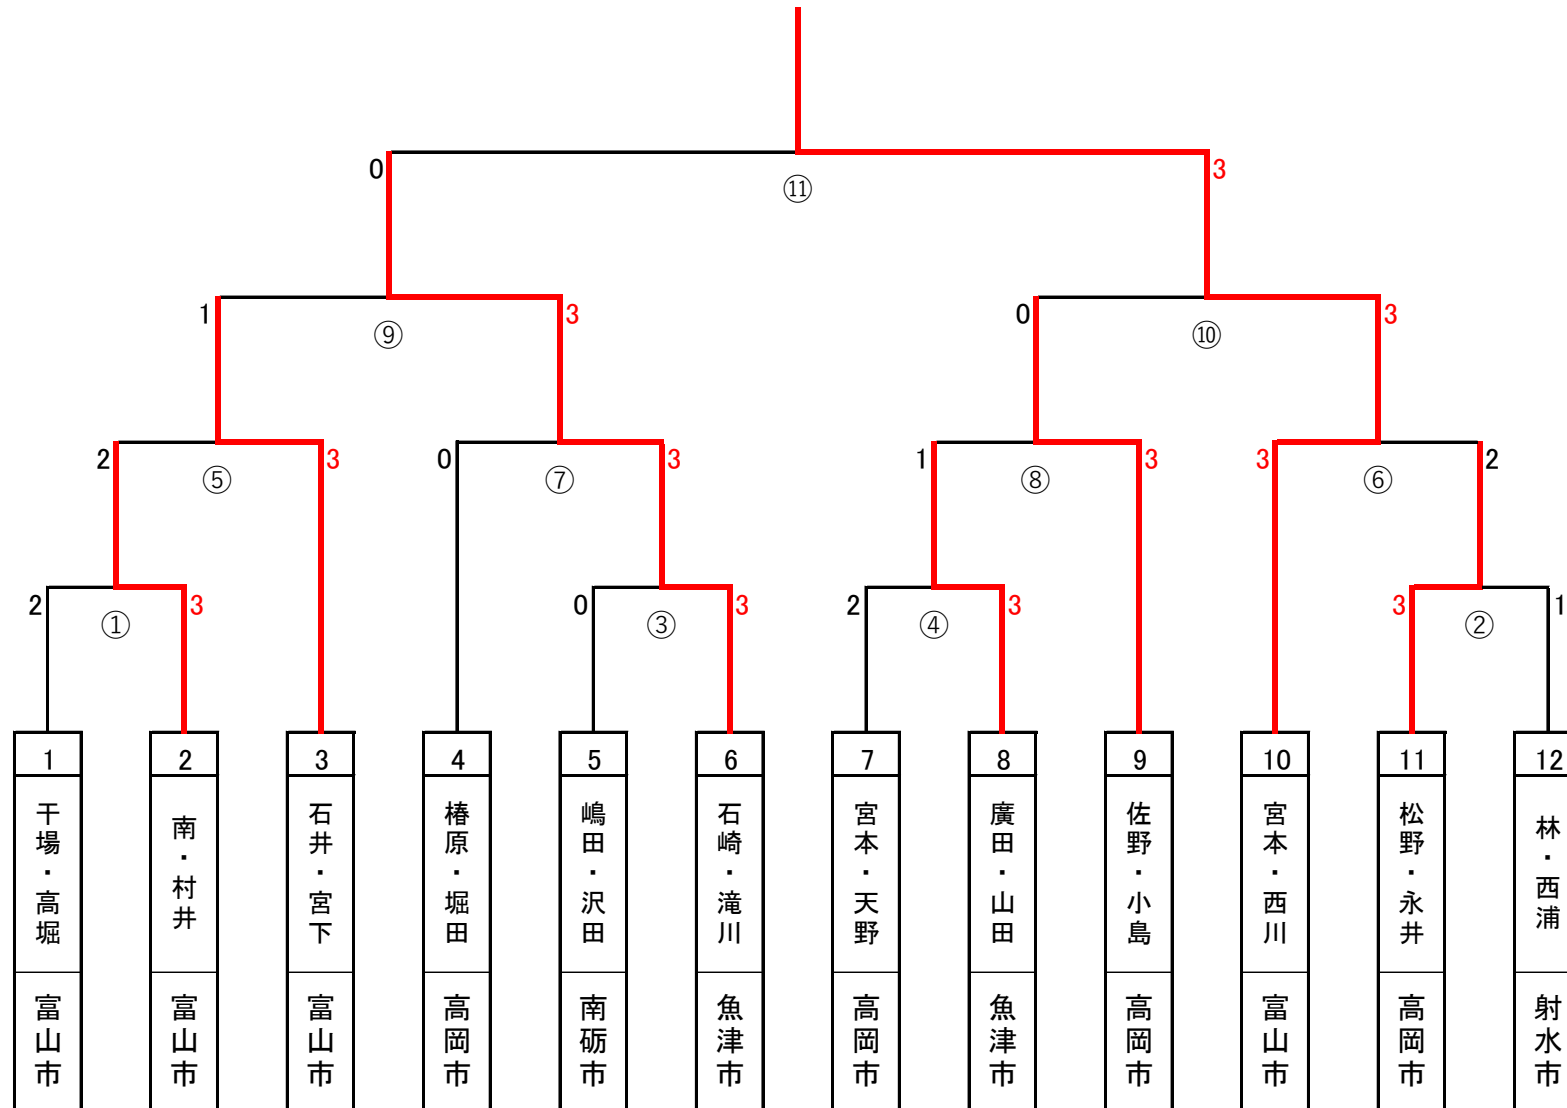 0
⑪
3
1
⑨
3
0
⑩
3
2
⑤
3
0
⑦
3
1
⑧
3
3
⑥
2
2
①
3
0
③
3
2
④
3
3
②
1
1
2
3
4
5
6
7
8
9
10
11
12
干場・高堀
南・村井
石井・宮下
椿原・堀田
嶋田・沢田
石崎・滝川
宮本・天野
廣田・山田
佐野・小島
宮本・西川
松野・永井
林・西浦
富山市
富山市
富山市
高岡市
南砺市
魚津市
高岡市
魚津市
高岡市
富山市
高岡市
射水市